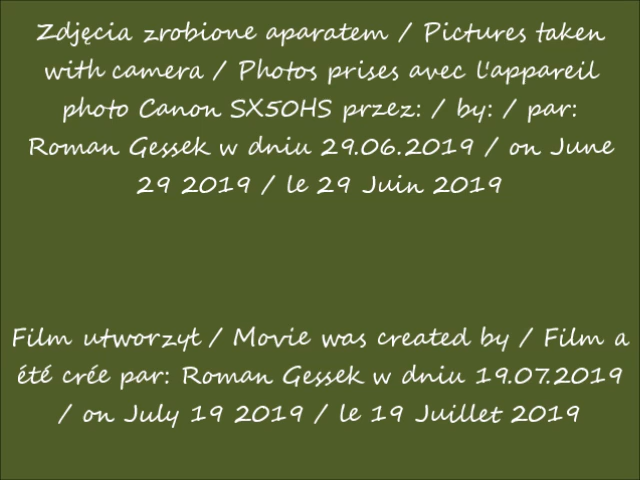 Zdjęcia zrobione aparatem / Pictures taken
with camera / Photos prises avec l'appareil
photo Canon SX50HS przez: / by: / par:
Roman Gessek w dniu 29.06.2019 / on June
29 2019 / le 29 Juin 2019
Film utworzył / Movie was created by / Film a
été crée par: Roman Gessek w dniu 19.07.2019
/ on July 19 2019 / le 19 Juillet 2019